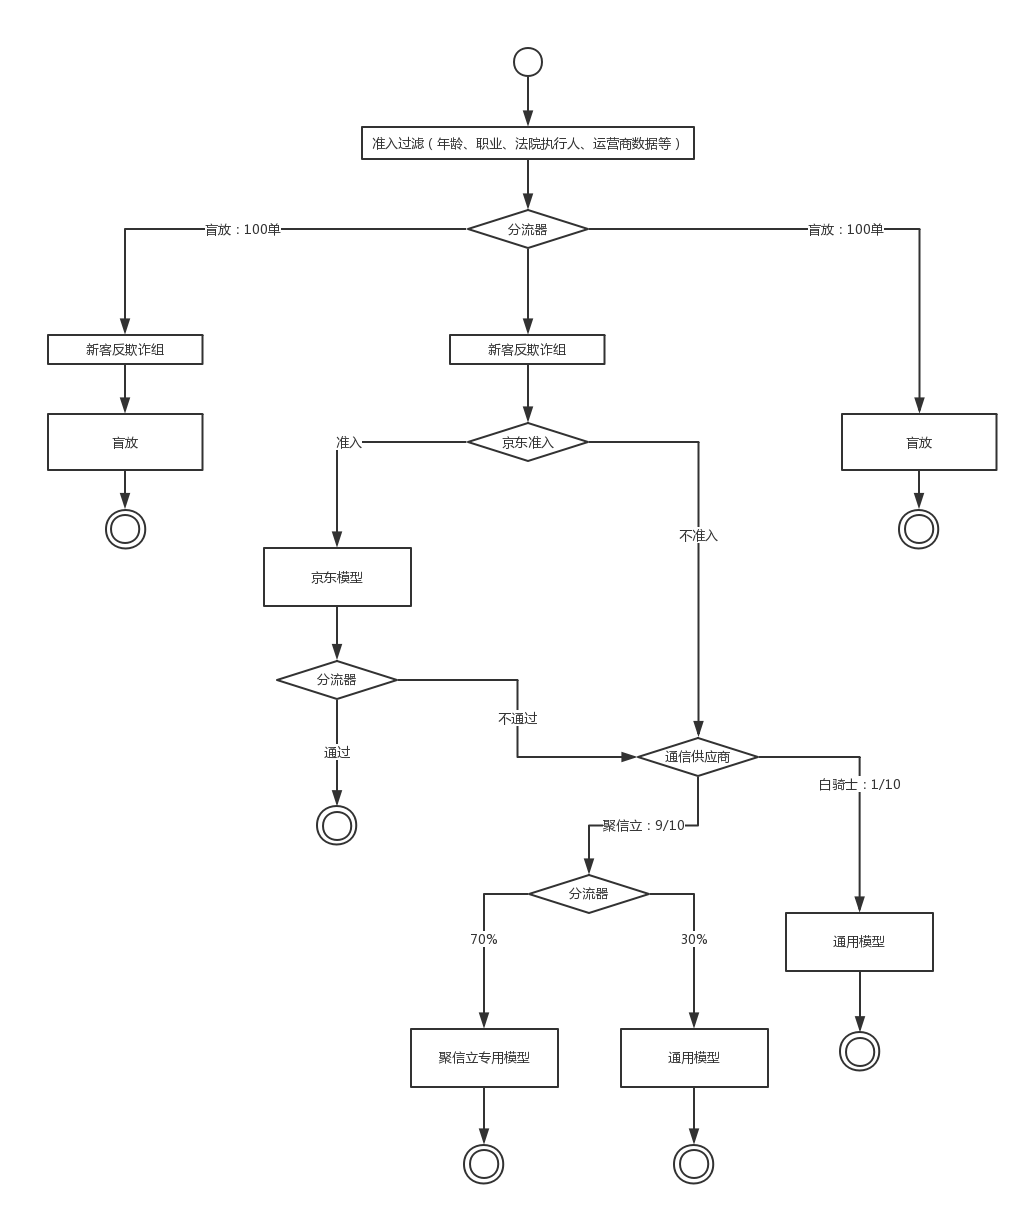 准入过滤（年龄、职业、法院执行人、运营商数据等）
分流器
盲放：100单
盲放：100单
新客反欺诈组
新客反欺诈组
盲放
京东准入
盲放
准入
不准入
京东模型
分流器
不通过
通过
通信供应商
白骑士：1/10
聚信立：9/10
分流器
70%
30%
通用模型
聚信立专用模型
通用模型